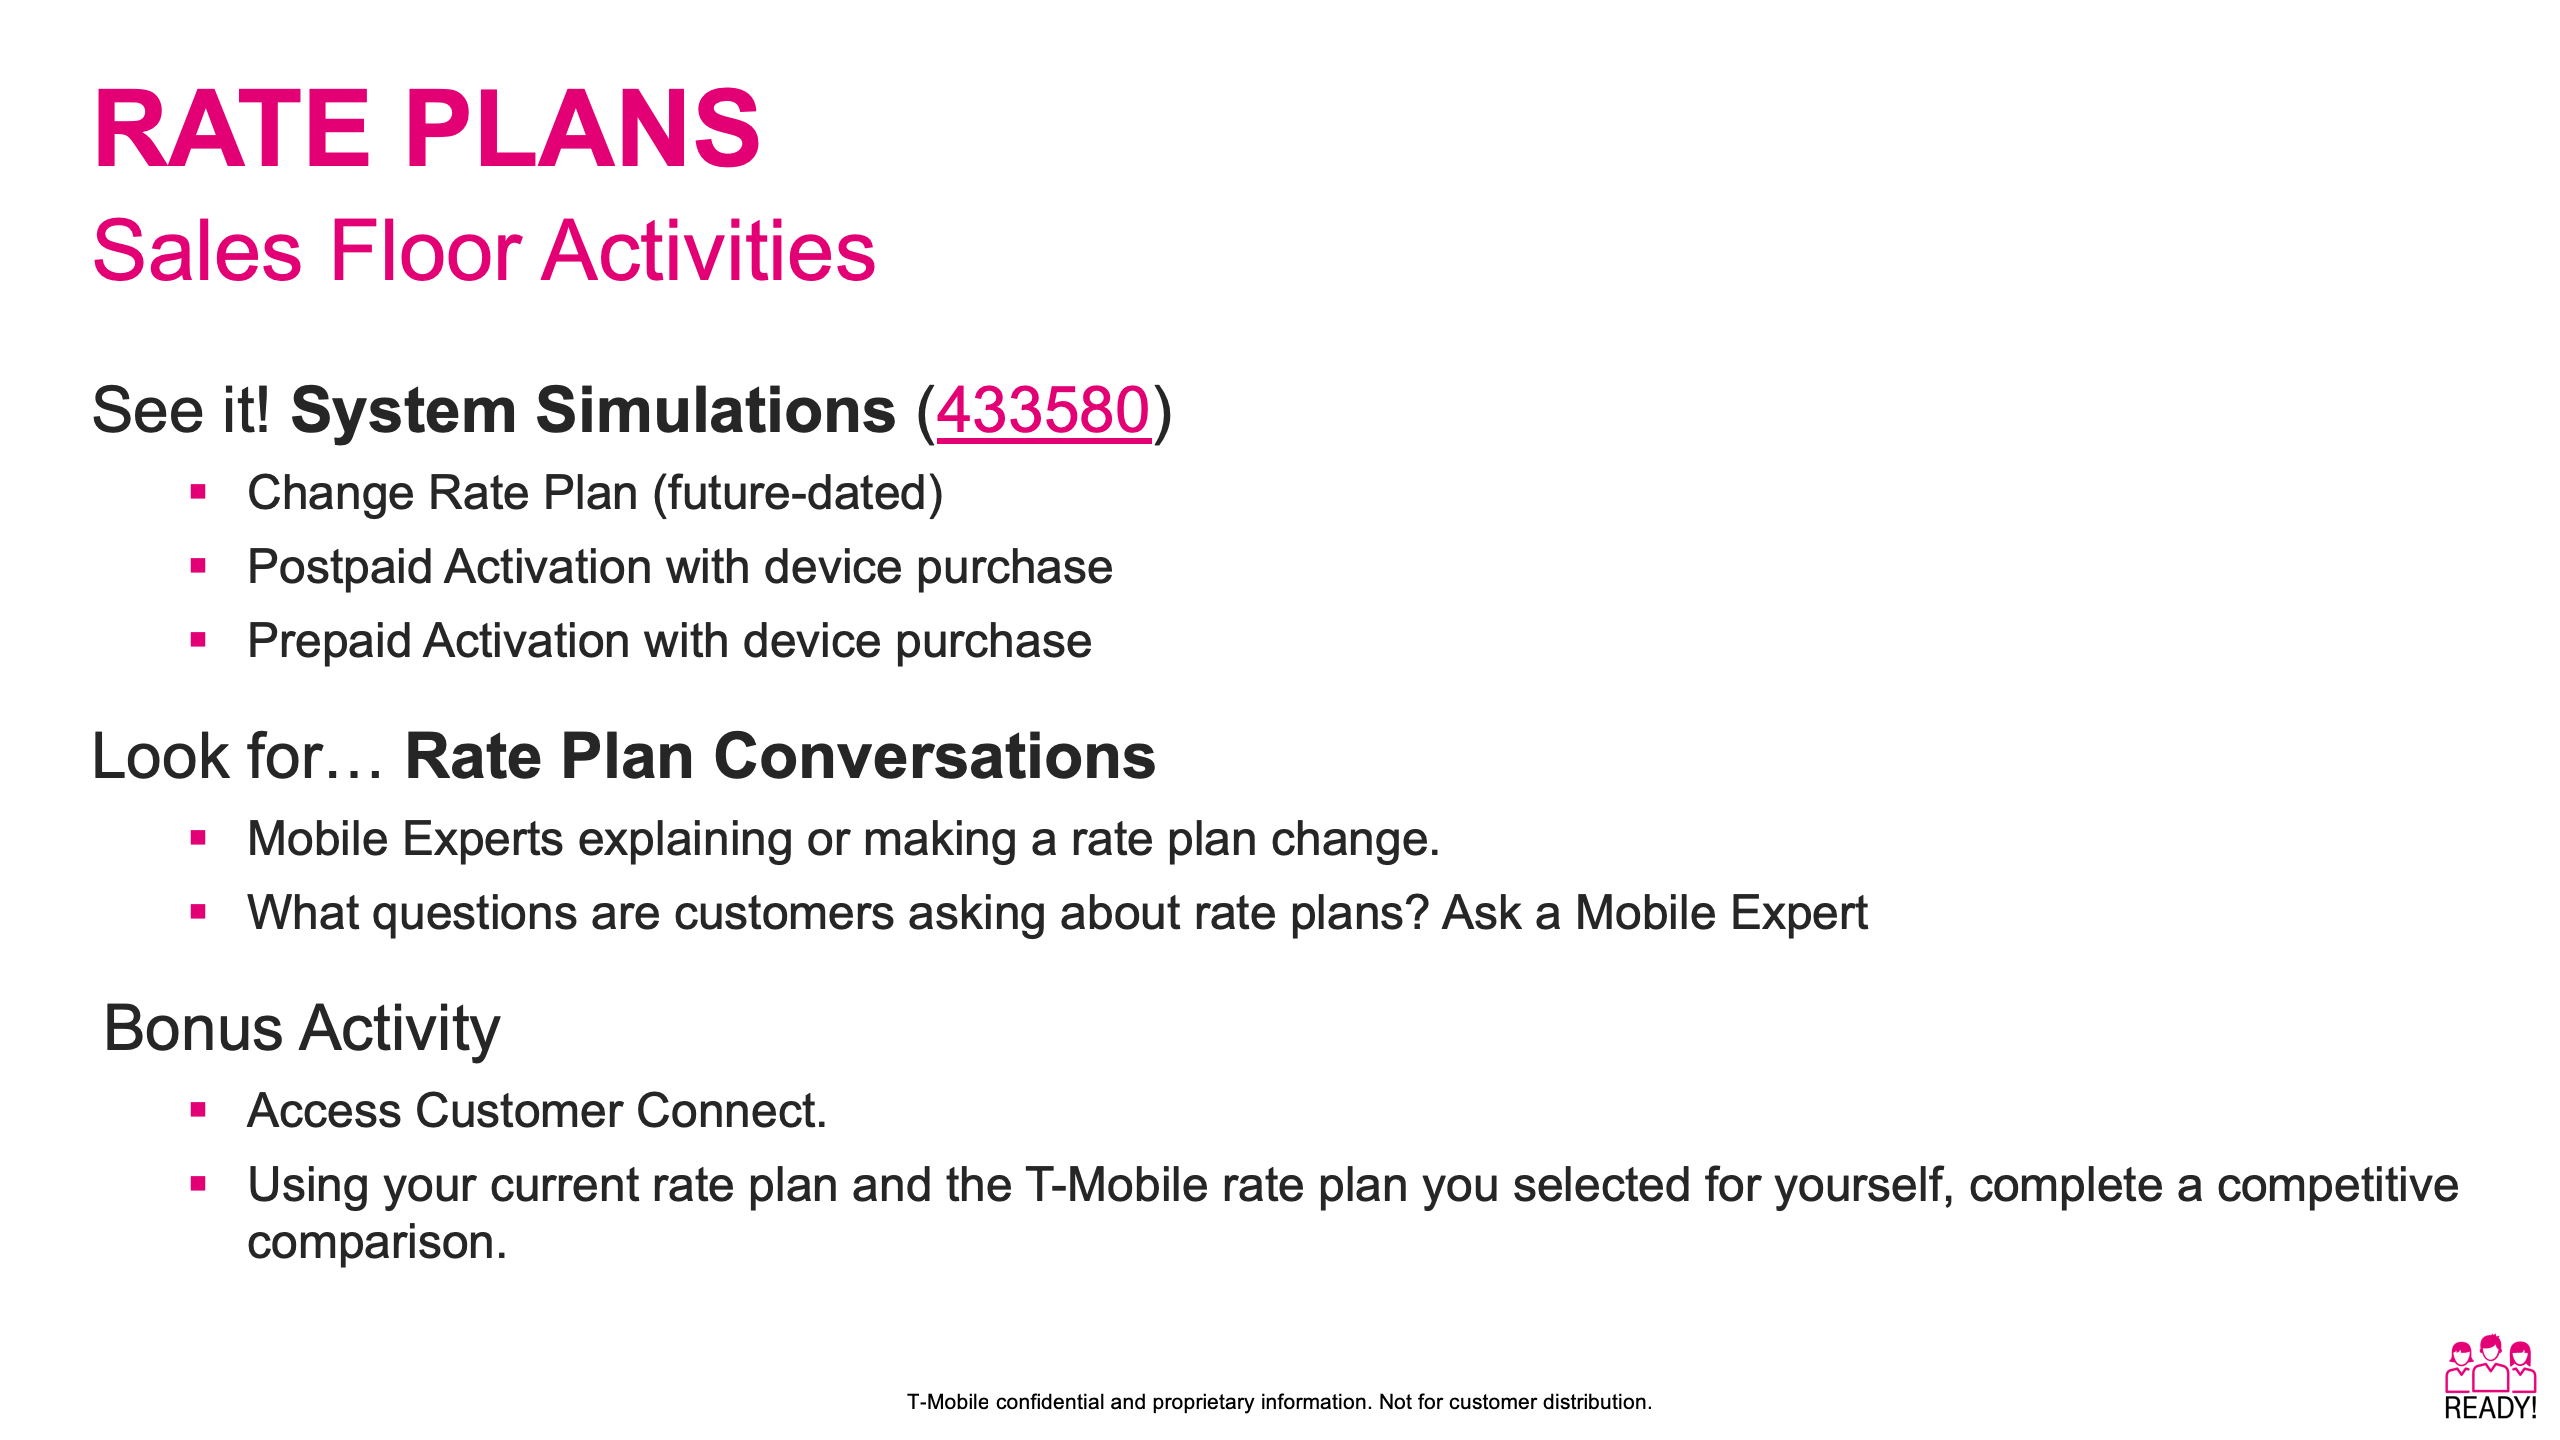 RATE PLANS
Sales Floor Activities
See it! System Simulations (433580)
▪ Change Rate Plan (future-dated)
▪ Postpaid Activation with device purchase
▪ Prepaid Activation with device purchase
Look for… Rate Plan Conversations
▪ Mobile Experts explaining or making a rate plan change.
▪ What questions are customers asking about rate plans? Ask a Mobile Expert
Bonus Activity
▪ Access Customer Connect.
▪ Using your current rate plan and the T-Mobile rate plan you selected for yourself, complete a competitive
comparison.
T-Mobile confidential and proprietary information. Not for customer distribution.
READY!